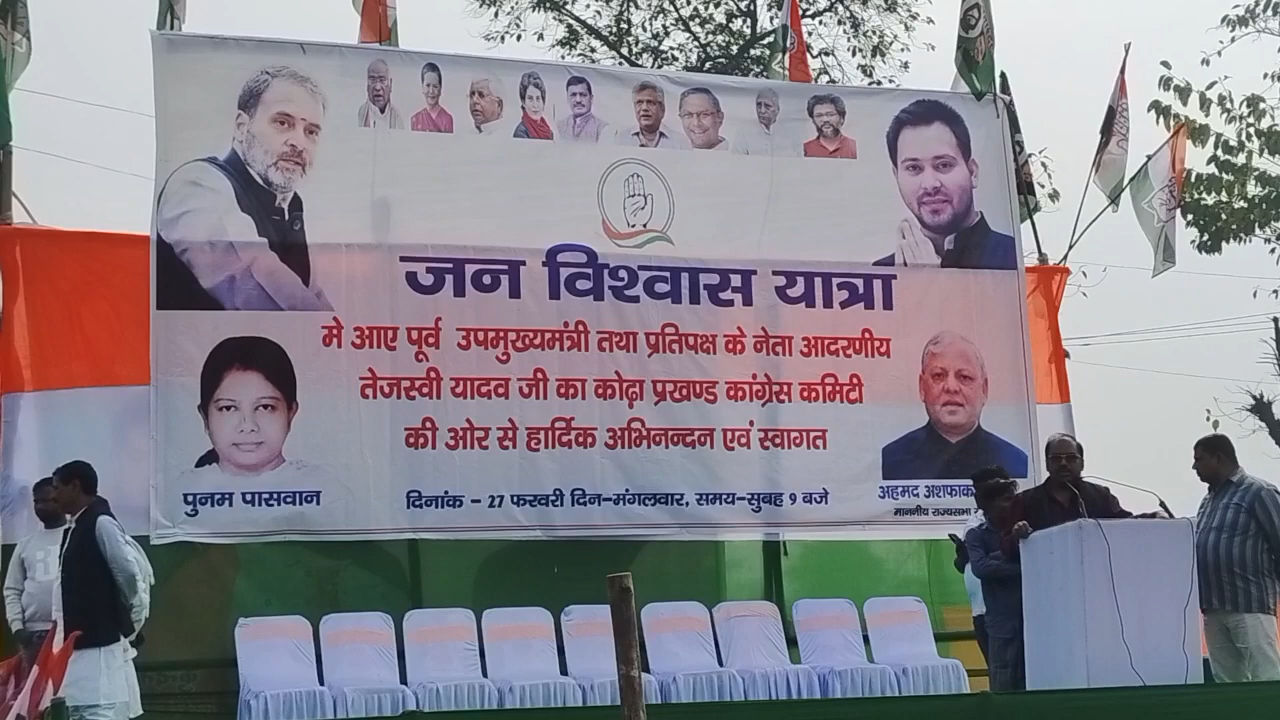 जन विश्वास यात्रा
मे आए पूर्व उपमुख्यमंत्री तथा प्रतिपक्ष के नेता आदरणीय
तेजस्वी यादव जी का कोढ़ा प्रखण्ड कांग्रेस कमिटी
की ओर से हार्दिक अभिनन्दन एवं स्वागत
पुनम पासवान
दिनांक - 27 फरवरी दिन-मंगलवार, समय-सुबह 9 बजे
अहमद अशफाक
माननीय राज्यसभा